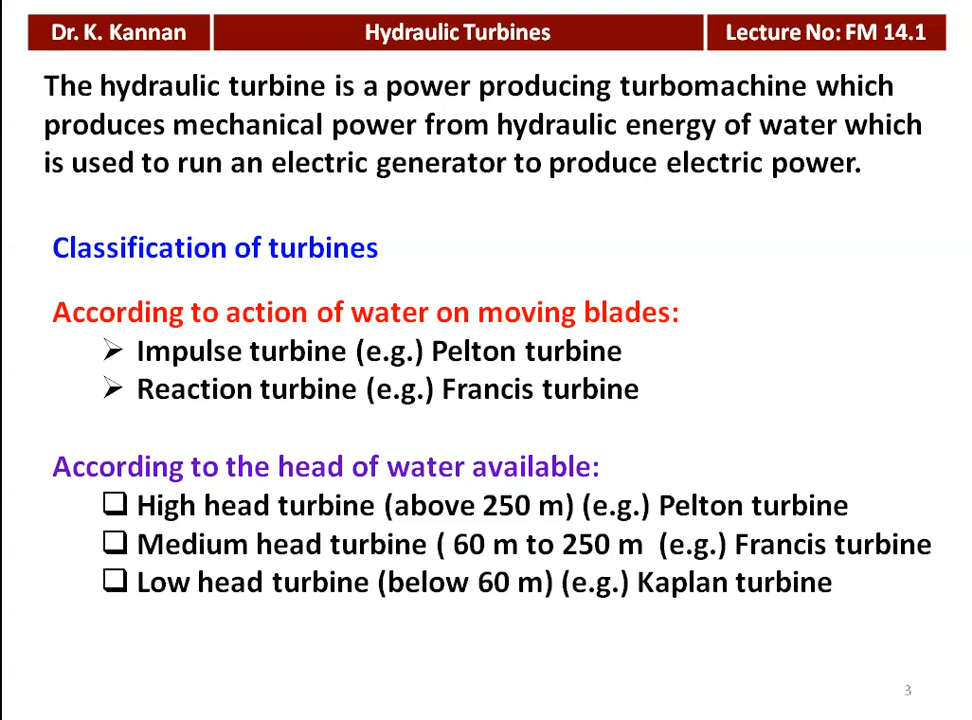 Dr. K. Kannan
Hydraulic Turbines
Lecture No: FM 14.1
The hydraulic turbine is a power producing turbomachine which
produces mechanical power from hydraulic energy of water which
is used to run an electric generator to produce electric power.
Classification of turbines
According to action of water on moving blades:
Impulse turbine (e.g.) Pelton turbine
Reaction turbine (e.g.) Francis turbine
According to the head of water available:
High head turbine (above 250 m) (e.g.) Pelton turbine
Medium head turbine ( 60 m to 250 m (e.g.) Francis turbine
Low head turbine (below 60 m) (e.g.) Kaplan turbine
3